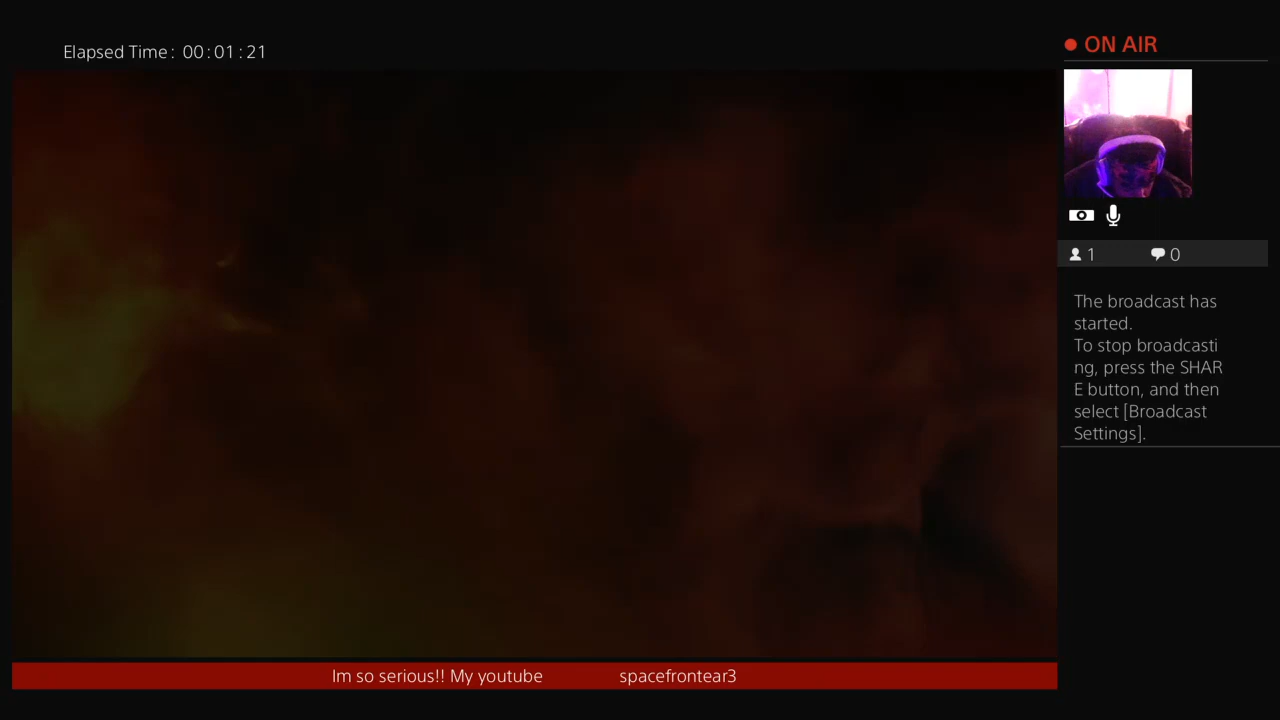 Elapsed Time: 00:01:21
ON AIR
1 0
The broadcast has
started.
To stop broadcasti
ng, press the SHAR
E button, and then
select [Broadcast
Settings].
Im so serious!! My youtube spacefrontear3